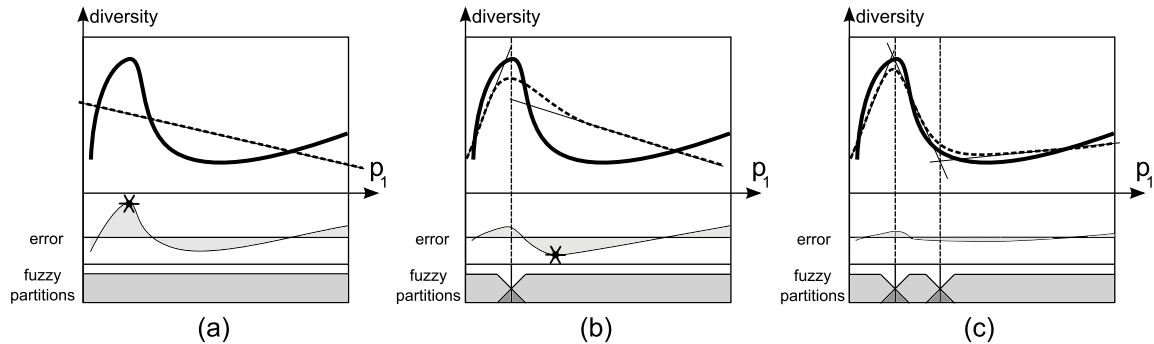 diversity
p1
error
fuzzy
partitions
(a)
diversity
p1
error
fuzzy
partitions
(b)
diversity
p1
error
fuzzy
partitions
(c)